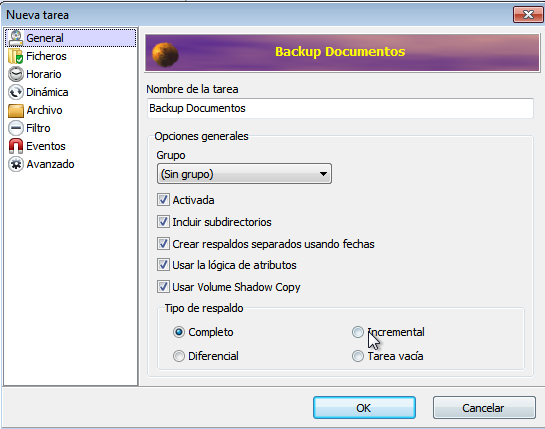 Nueva tarea
General
Ficheros
Horario
Dinámica
Archivo
Filtro
Eventos
Avanzado
Backup Documentos
Nombre de la tarea
Backup Documentos
Opciones generales
Grupo
(Sin grupo)
Activada
Incluir subdirectorios
Crear respaldos separados usando fechas
Usar la lógica de atributos
Usar Volume Shadow Copy
Tipo de respaldo
Completo Incremental
Diferencial Tarea vacía
OK Cancelar